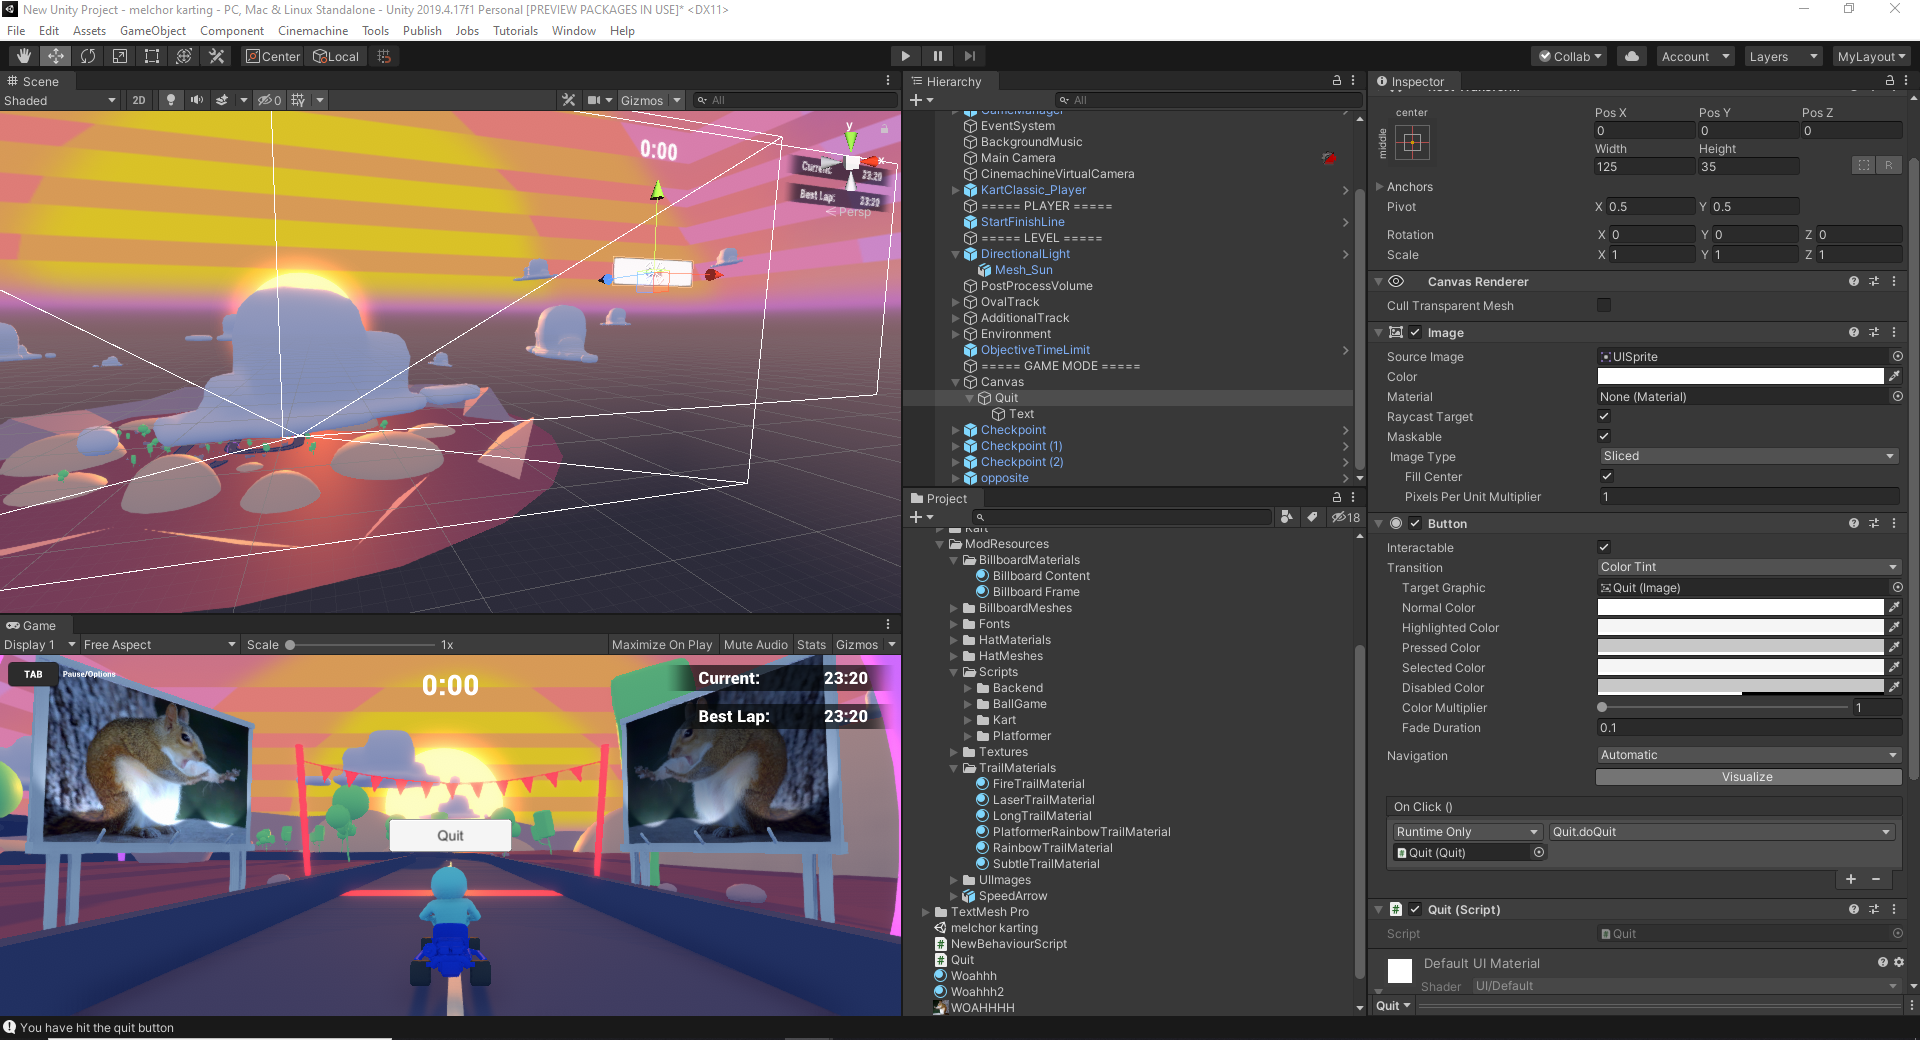 New Unity Project - melchor karting - PC, Mac & Linux Standalone - Unity 2019.4.17f1 Personal [PREVIEW PACKAGES IN USE]* <DX11>
File Edit Assets GameObject Component Cinemachine Tools Publish Jobs Tutorials Window Help
Center Local Collab Account Layers MyLayout
Scene
Shaded 2D 0 Gizmos All
0:00
Current: 23:20
Best Lap: 23:20
y
x
Persp
Game
Display 1 Free Aspect Scale 1x Maximize On Play Mute Audio Stats Gizmos
TAB Pause/Options
0:00
Current: 23:20
Best Lap: 23:20
Quit
You have hit the quit button
Hierarchy
All
GameManager
EventSystem
BackgroundMusic
Main Camera
CinemachineVirtualCamera
KartClassic_Player
===== PLAYER =====
StartFinishLine
===== LEVEL =====
DirectionalLight
Mesh_Sun
PostProcessVolume
OvalTrack
AdditionalTrack
Environment
ObjectiveTimeLimit
===== GAME MODE =====
Canvas
Quit
Text
Checkpoint
Checkpoint (1)
Checkpoint (2)
opposite
Project
18
Kart
ModResources
BillboardMaterials
Billboard Content
Billboard Frame
BillboardMeshes
Fonts
HatMaterials
HatMeshes
Scripts
Backend
BallGame
Kart
Platformer
Textures
TrailMaterials
FireTrailMaterial
LaserTrailMaterial
LongTrailMaterial
PlatformerRainbowTrailMaterial
RainbowTrailMaterial
SubtleTrailMaterial
UIImages
SpeedArrow
TextMesh Pro
melchor karting
NewBehaviourScript
Quit
Woahhh
Woahhh2
WOAHHHH
Inspector
center Pos X Pos Y Pos Z
middle 0 0 0
Width Height
125 35 R
Anchors
Pivot X 0.5 Y 0.5
Rotation X 0 Y 0 Z 0
Scale X 1 Y 1 Z 1
Canvas Renderer
Cull Transparent Mesh
Image
Source Image UISprite
Color
Material None (Material)
Raycast Target
Maskable
Image Type Sliced
Fill Center
Pixels Per Unit Multiplier 1
Button
Interactable
Transition Color Tint
Target Graphic Quit (Image)
Normal Color
Highlighted Color
Pressed Color
Selected Color
Disabled Color
Color Multiplier 1
Fade Duration 0.1
Navigation Automatic
Visualize
On Click ()
Runtime Only Quit.doQuit
Quit (Quit)
Quit (Script)
Script Quit
Default UI Material
Shader UI/Default
Quit